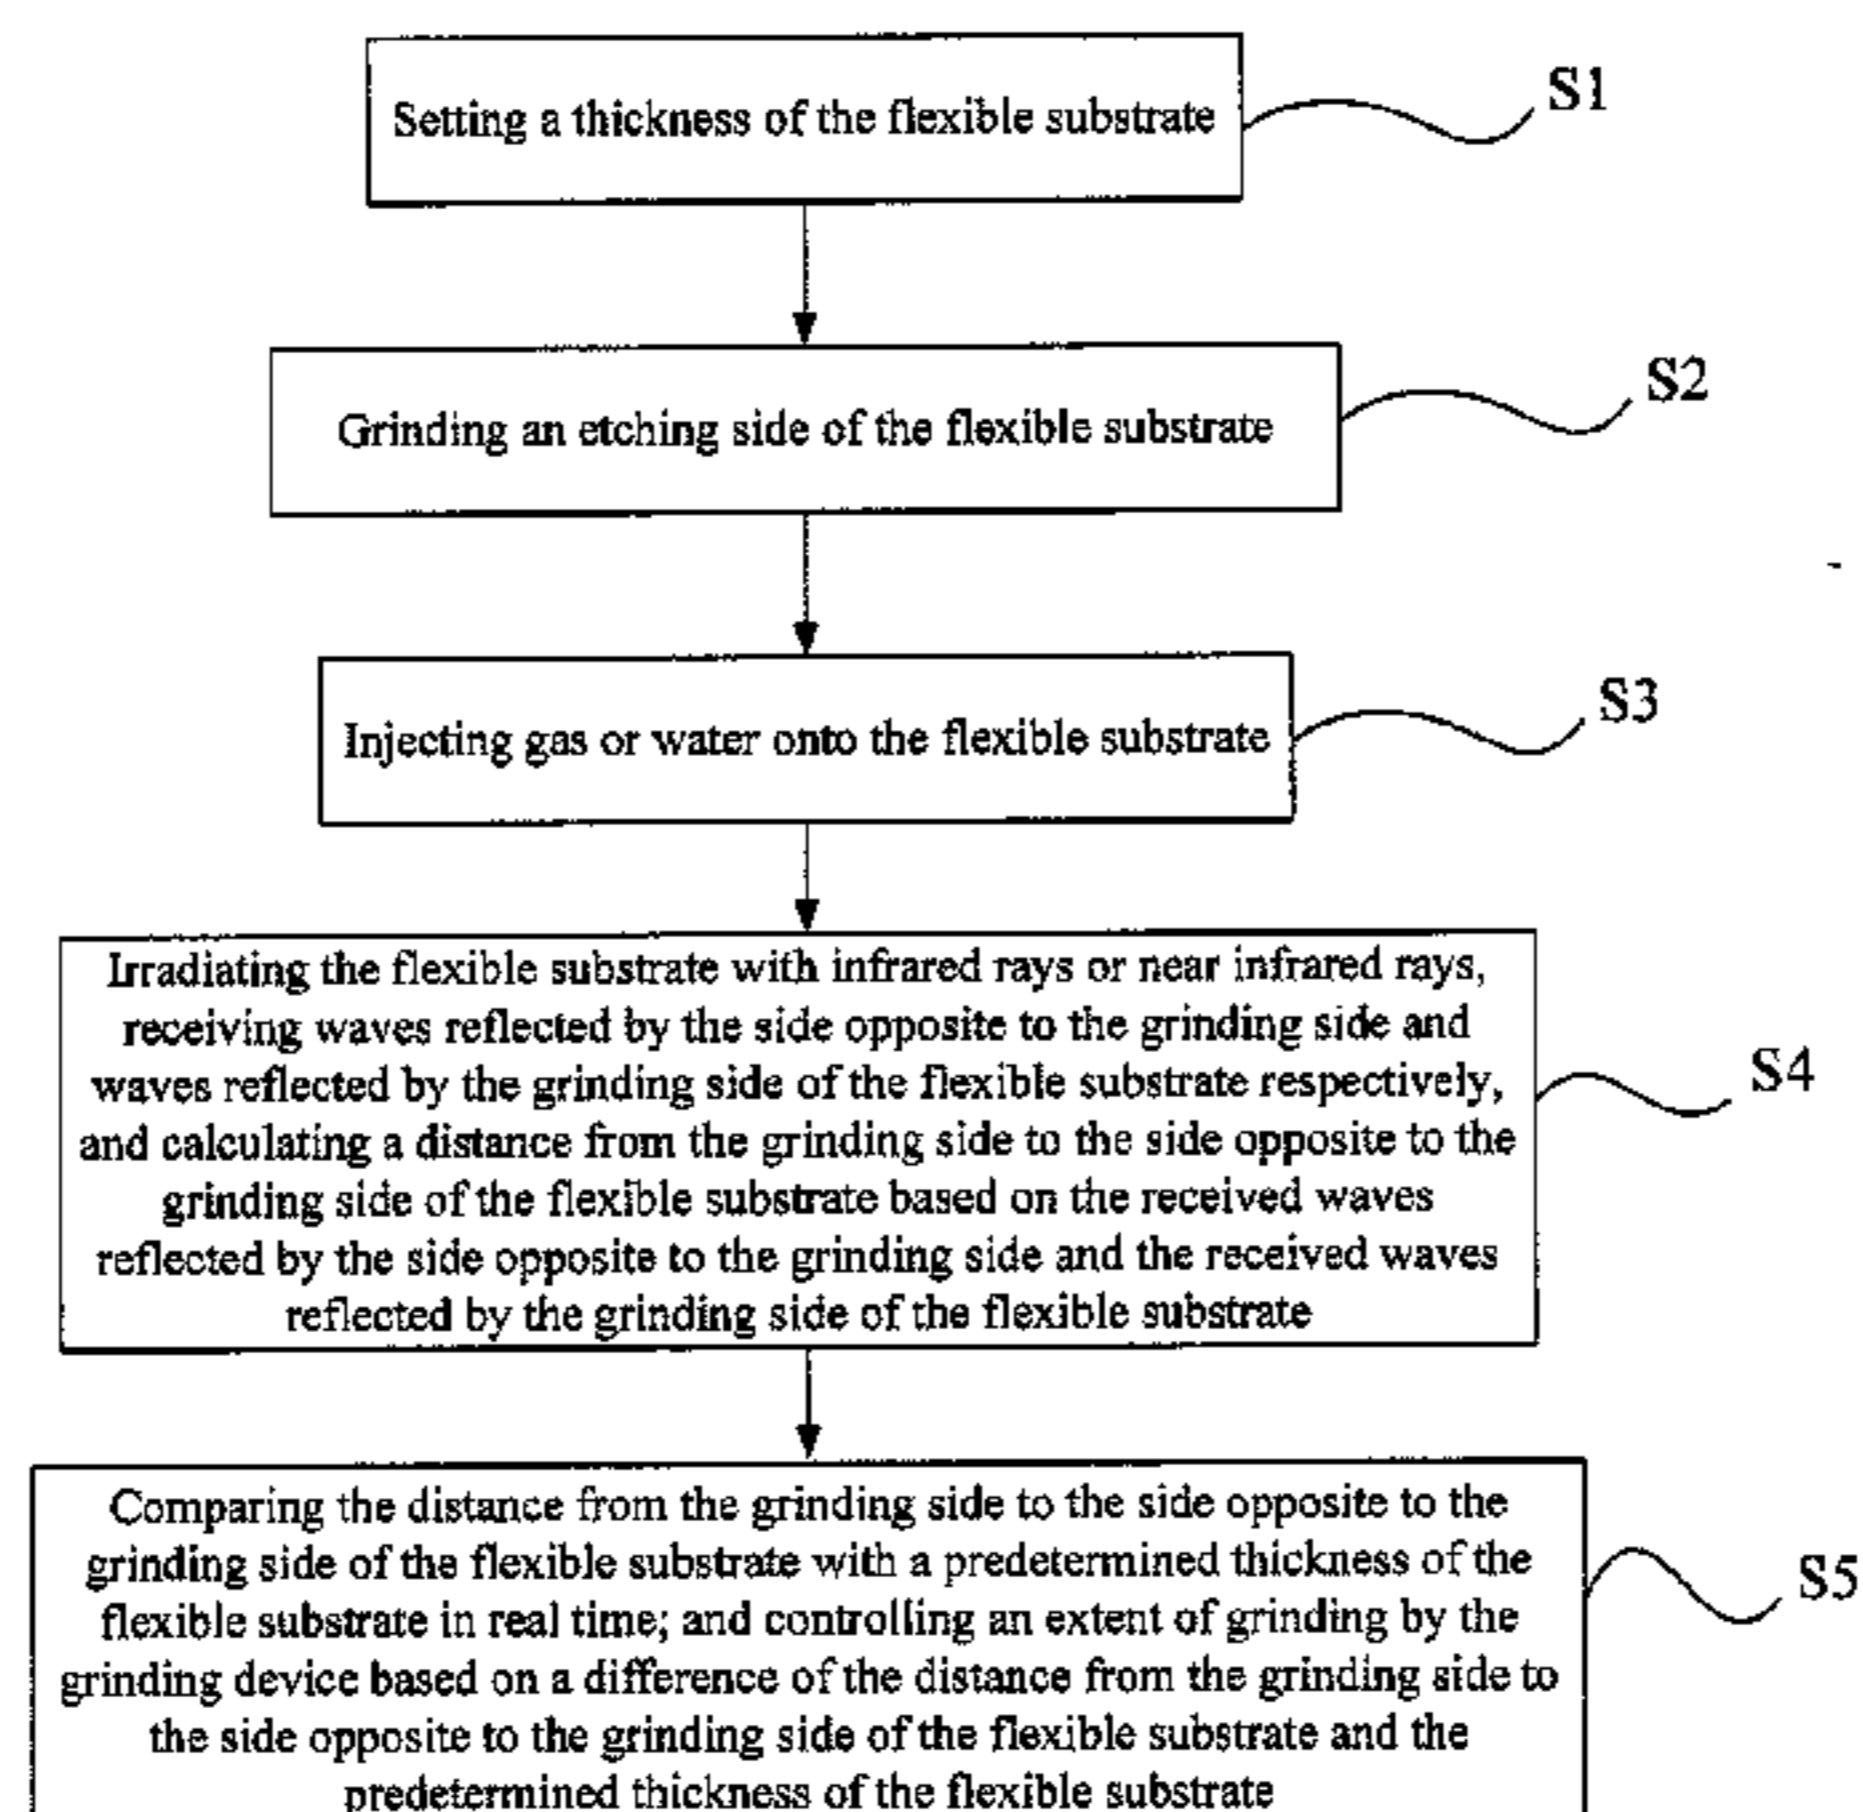 Setting a thickness of the flexible substrate
S1
Grinding an etching side of the flexible substrate
S2
Injecting gas or water onto the flexible substrate
S3
Irradiating the flexible substrate with infrared rays or near infrared rays,
receiving waves reflected by the side opposite to the grinding side and
waves reflected by the grinding side of the flexible substrate respectively,
and calculating a distance from the grinding side to the side opposite to the
grinding side of the flexible substrate based on the received waves
reflected by the side opposite to the grinding side and the received waves
reflected by the grinding side of the flexible substrate
S4
Comparing the distance from the grinding side to the side opposite to the
grinding side of the flexible substrate with a predetermined thickness of the
flexible substrate in real time; and controlling an extent of grinding by the
grinding device based on a difference of the distance from the grinding side to
the side opposite to the grinding side of the flexible substrate and the
predetermined thickness of the flexible substrate
S5